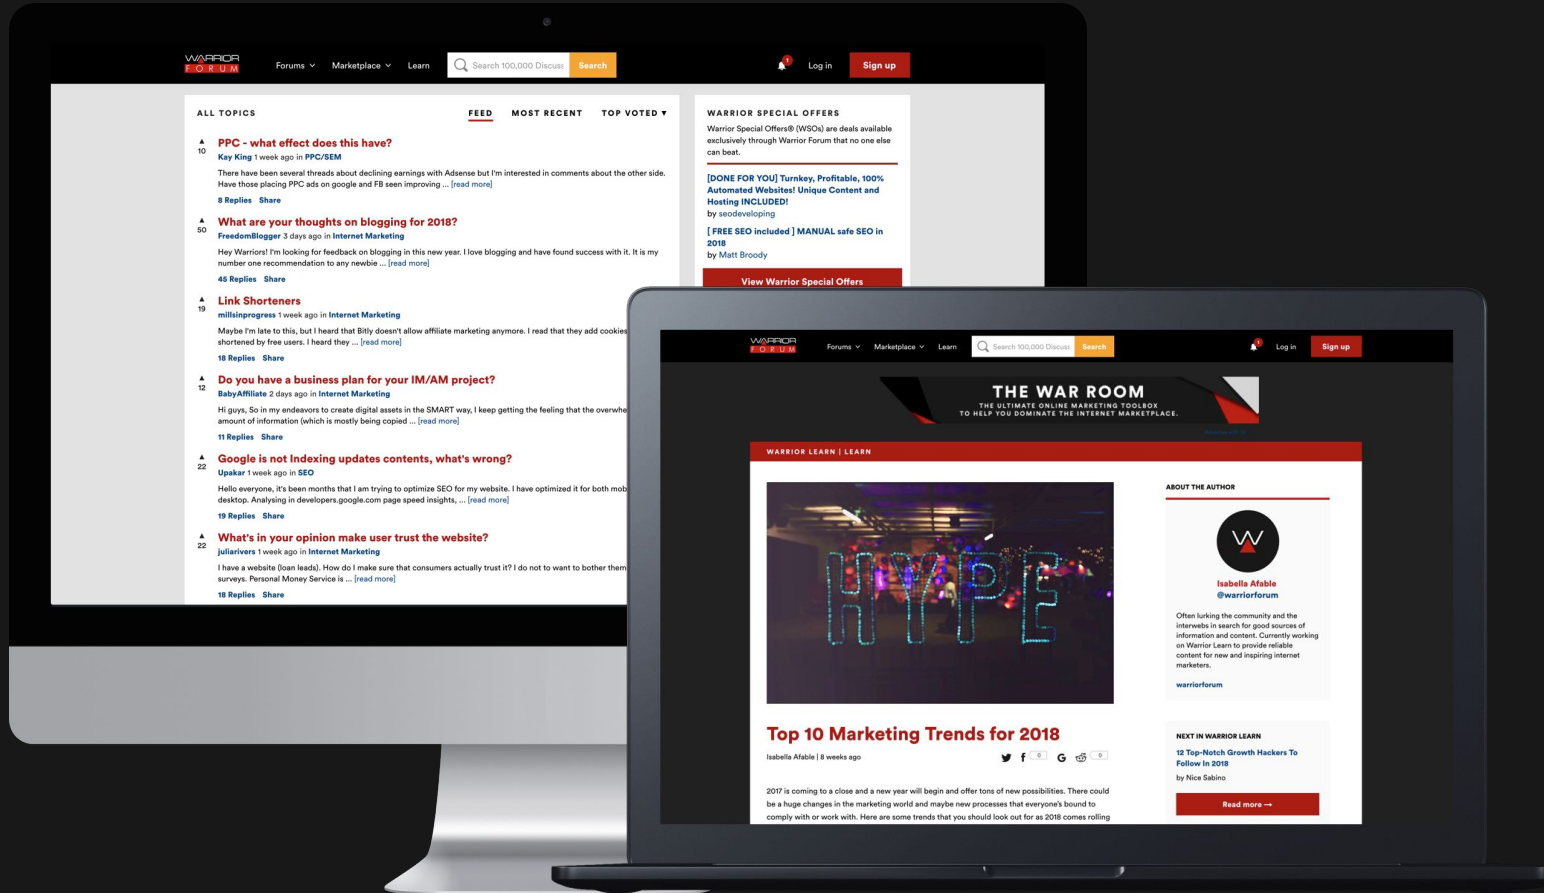 WARRIOR
FORUM
Forums
Marketplace
Learn
Search 100,000 Discuss
Search
1
Log in
Sign up
ALL TOPICS
FEED
MOST RECENT
TOP VOTED ▼
▲
10
PPC - what effect does this have?
Kay King 1 week ago in PPC/SEM
There have been several threads about declining earnings with Adsense but I'm interested in comments about the other side.
Have those placing PPC ads on google and FB seen improving ... [read more]
8 Replies Share
▲
50
What are your thoughts on blogging for 2018?
FreedomBlogger 3 days ago in Internet Marketing
Hey Warriors! I'm looking for feedback on blogging in this new year. I love blogging and have found success with it. It is my
number one recommendation to any newbie ... [read more]
45 Replies Share
▲
19
Link Shorteners
millsinprogress 1 week ago in Internet Marketing
Maybe I'm late to this, but I heard that Bitly doesn't allow affiliate marketing anymore. I read that they add cookies
shortened by free users. I heard they ... [read more]
18 Replies Share
▲
12
Do you have a business plan for your IM/AM project?
BabyAffiliate 2 days ago in Internet Marketing
Hi guys, So in my endeavors to create digital assets in the SMART way, I keep getting the feeling that the overwhe
amount of information (which is mostly being copied ... [read more]
11 Replies Share
▲
22
Google is not Indexing updates contents, what's wrong?
Upakar 1 week ago in SEO
Hello everyone, it's been months that I am trying to optimize SEO for my website. I have optimized it for both mob
desktop. Analysing in developers.google.com page speed insights, ... [read more]
19 Replies Share
▲
22
What's in your opinion make user trust the website?
juliarivers 1 week ago in Internet Marketing
I have a website (loan leads). How do I make sure that consumers actually trust it? I do not want to bother them
surveys. Personal Money Service is ... [read more]
18 Replies Share
WARRIOR SPECIAL OFFERS
Warrior Special Offers® (WSOs) are deals available
exclusively through Warrior Forum that no one else
can beat.
[DONE FOR YOU] Turnkey, Profitable, 100%
Automated Websites! Unique Content and
Hosting INCLUDED!
by seodeveloping
[ FREE SEO included ] MANUAL safe SEO in
2018
by Matt Broody
View Warrior Special Offers
WARRIOR
FORUM
Forums
Marketplace
Learn
Search 100,000 Discuss
Search
1
Log in
Sign up
THE WAR ROOM
THE ULTIMATE ONLINE MARKETING TOOLBOX
TO HELP YOU DOMINATE THE INTERNET MARKETPLACE.
WARRIOR LEARN | LEARN
HYPE
Top 10 Marketing Trends for 2018
Isabella Afable | 8 weeks ago
0
0
2017 is coming to a close and a new year will begin and offer tons of new possibilities. There could
be a huge changes in the marketing world and maybe new processes that everyone's bound to
comply with or work with. Here are some trends that you should look out for as 2018 comes rolling
ABOUT THE AUTHOR
Isabella Afable
@warriorforum
Often lurking the community and the
interwebs in search for good sources of
information and content. Currently working
on Warrior Learn to provide reliable
content for new and inspiring internet
marketers.
warriorforum
NEXT IN WARRIOR LEARN
12 Top-Notch Growth Hackers To
Follow In 2018
by Nice Sabino
Read more →